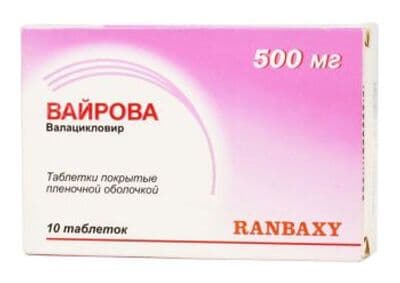 500 мг
ВАЙРОВА
Валацикловир
Таблетки покрытые
пленочной оболочкой
10 таблеток
RANBAXY